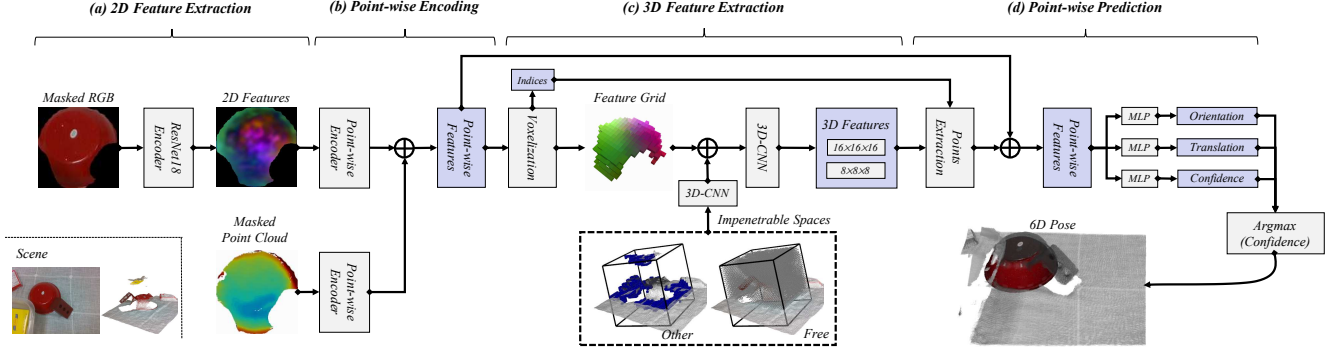 (a) 2D Feature Extraction
(b) Point-wise Encoding
(c) 3D Feature Extraction
(d) Point-wise Prediction
Masked RGB
ResNet18
Encoder
2D Features
Point-wise
Encoder
Point-wise
Features
Indices
Voxelization
Feature Grid
3D-CNN
3D-CNN
3D Features
16×16×16
8×8×8
Points
Extraction
Point-wise
Features
MLP
Orientation
MLP
Translation
MLP
Confidence
Argmax
(Confidence)
Scene
Masked
Point Cloud
Point-wise
Encoder
Impenetrable Spaces
Other
Free
6D Pose